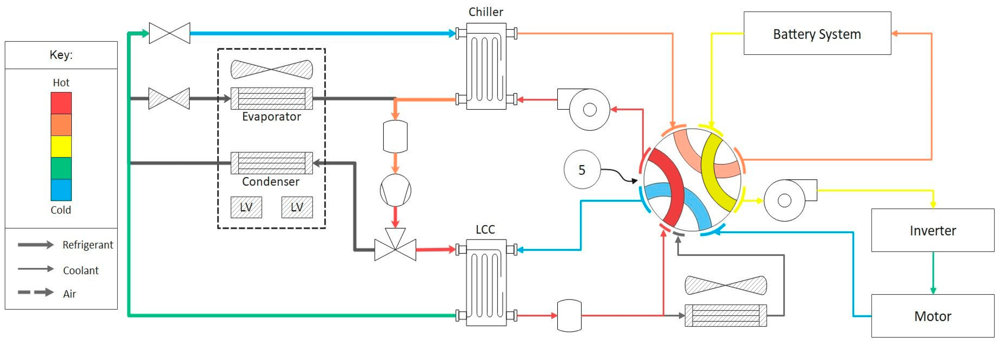 Chiller
Battery System
Key:
Hot
Evaporator
Condenser
5
LV LV
Cold
LCC
Inverter
Refrigerant
Coolant
Air
Motor